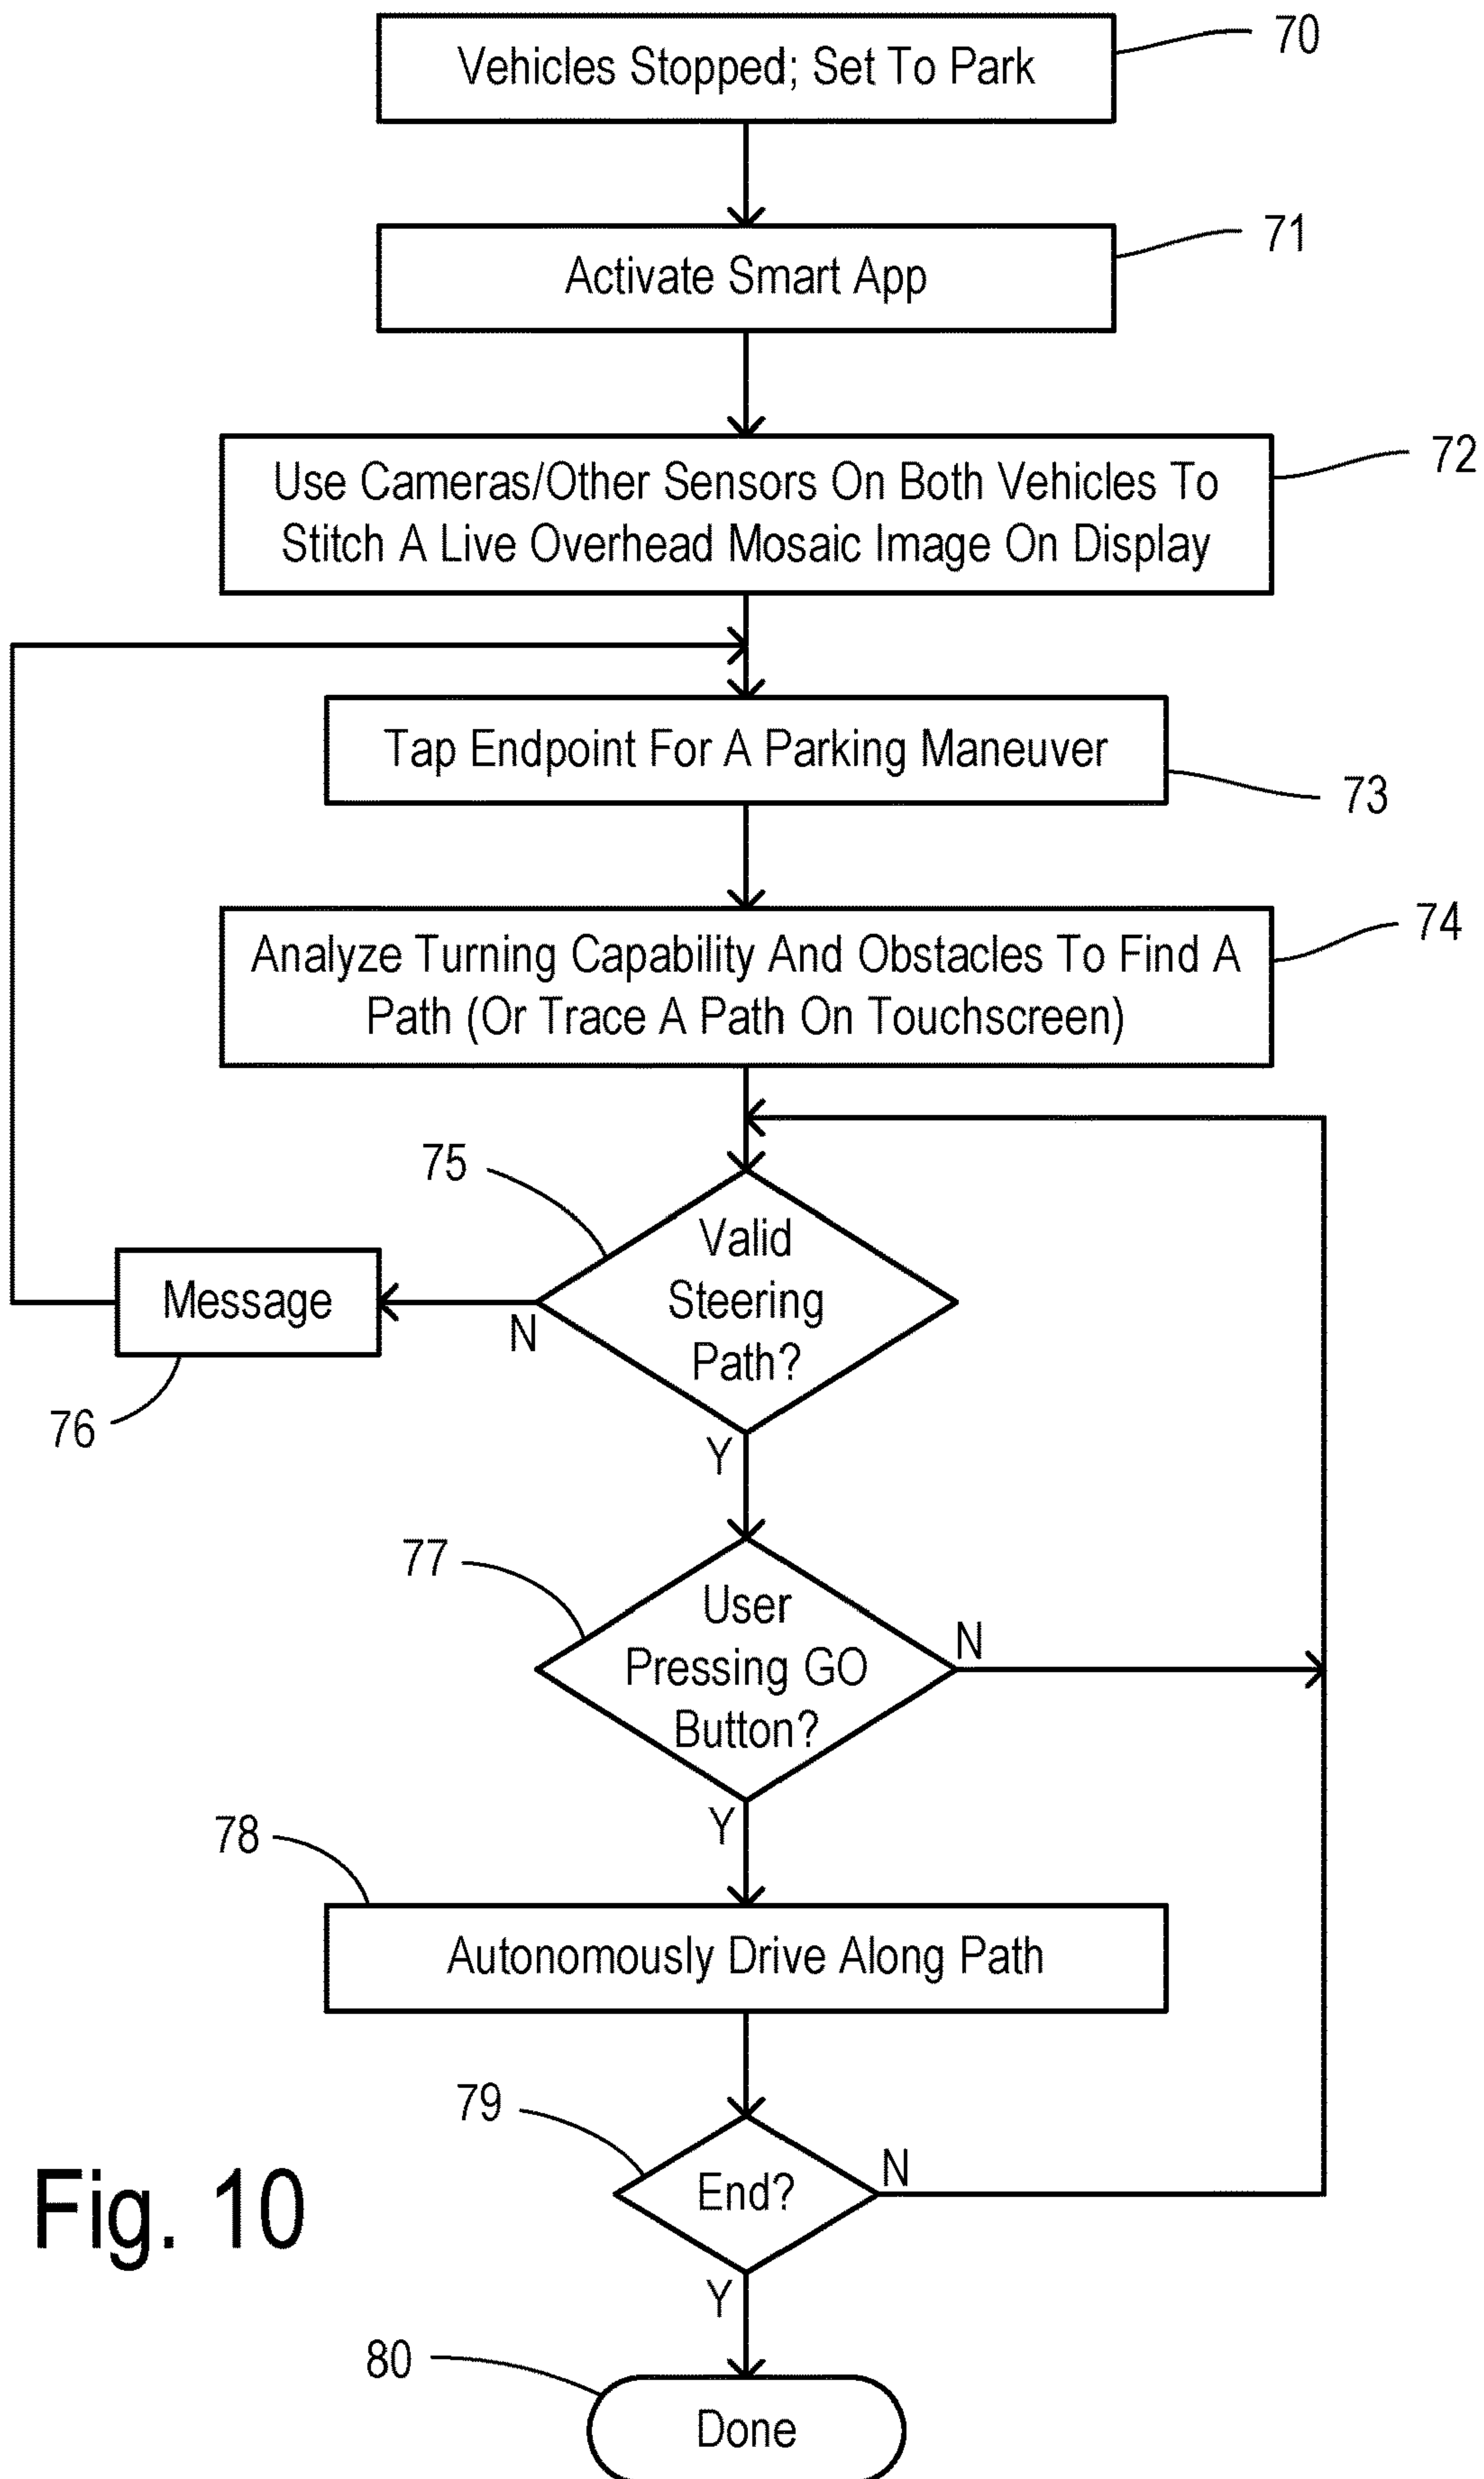 Vehicles Stopped; Set To Park
70
Activate Smart App
71
Use Cameras/Other Sensors On Both Vehicles To
Stitch A Live Overhead Mosaic Image On Display
72
Tap Endpoint For A Parking Maneuver
73
Analyze Turning Capability And Obstacles To Find A
Path (Or Trace A Path On Touchscreen)
74
75
Valid
Steering
Path?
N
Message
76
Y
77
User
Pressing GO
Button?
N
Y
78
Autonomously Drive Along Path
79
End?
N
Y
Fig. 10
80
Done